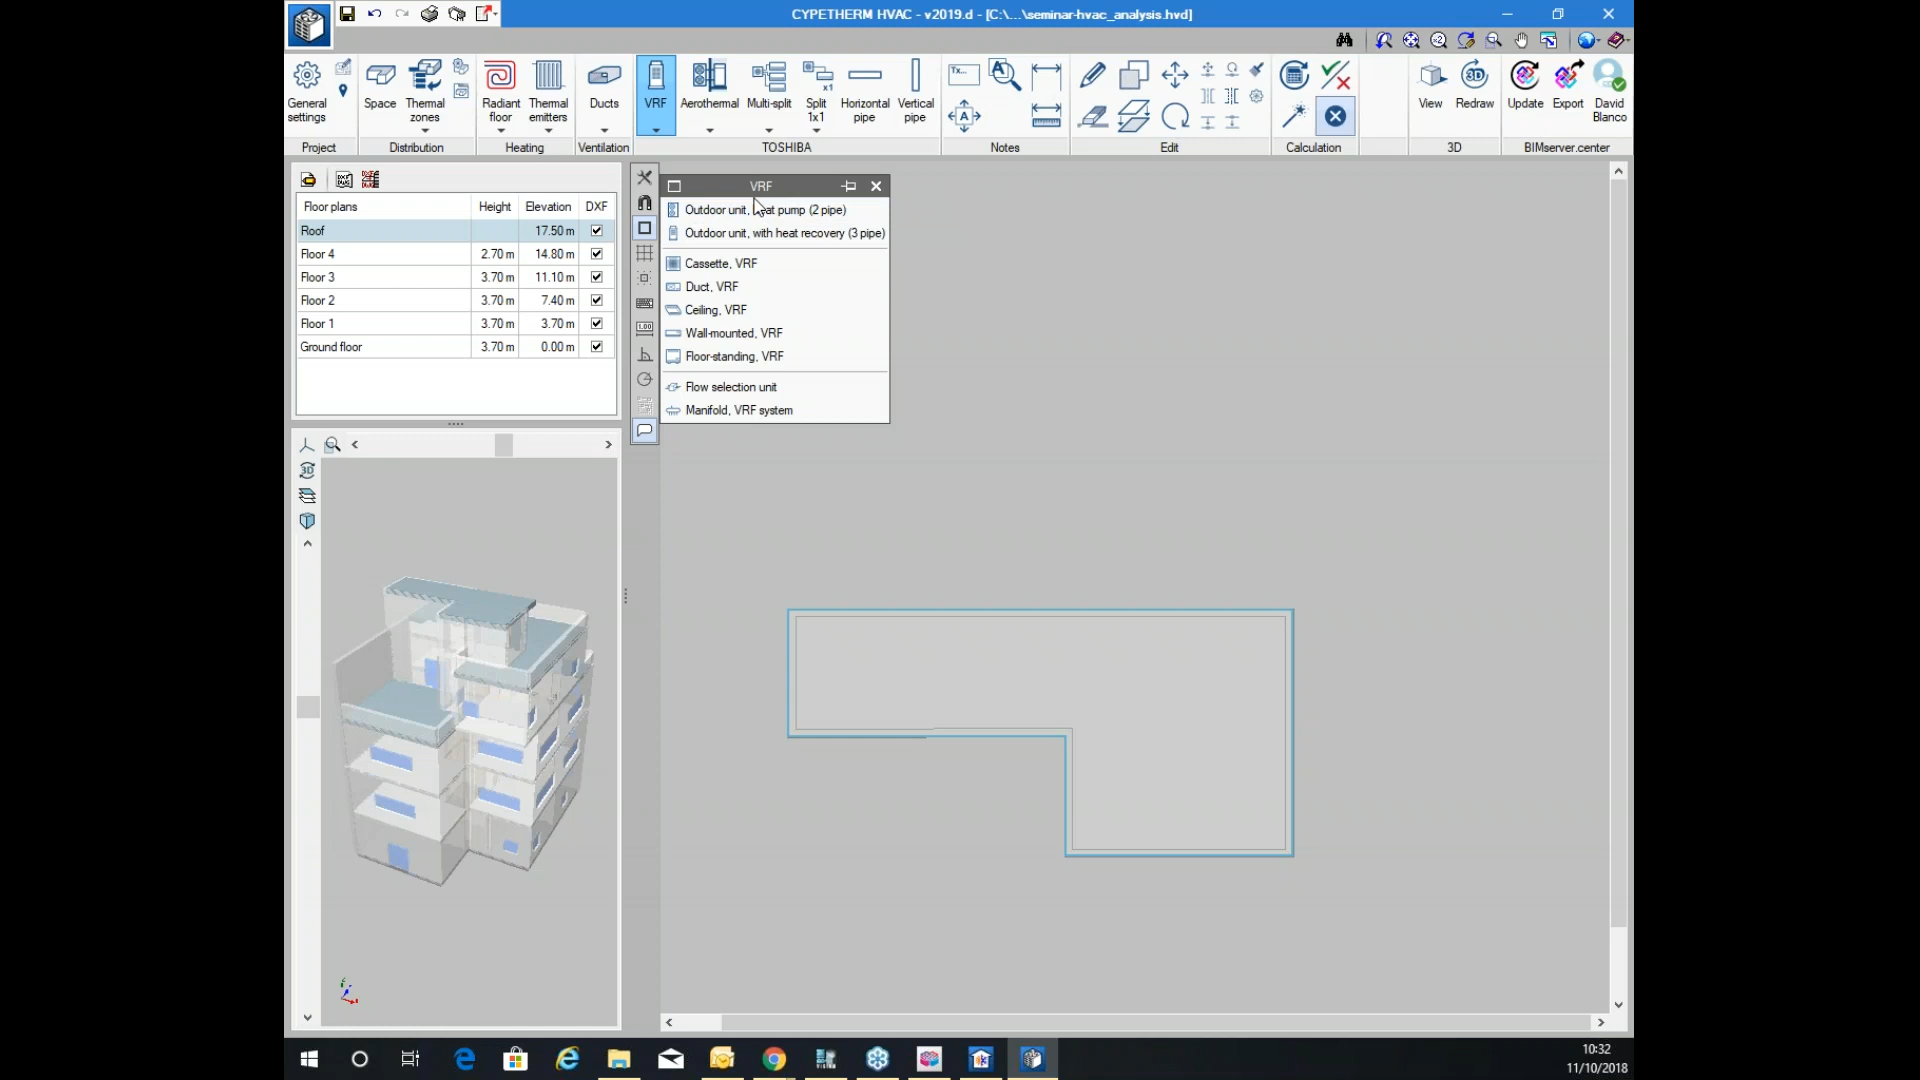 CYPETHERM HVAC - v2019.d - [C:\...\seminar-hvac_analysis.hvd]
General settings
Space
Thermal zones
Radiant floor
Thermal emitters
Ducts
VRF
Aerothermal
Multi-split
Split 1x1
Horizontal pipe
Vertical pipe
View
Redraw
Update
Export
David Blanco
Project
Distribution
Heating
Ventilation
TOSHIBA
Notes
Edit
Calculation
3D
BIMserver.center
Floor plans Height Elevation DXF
Roof 17.50 m
Floor 4 2.70 m 14.80 m
Floor 3 3.70 m 11.10 m
Floor 2 3.70 m 7.40 m
Floor 1 3.70 m 3.70 m
Ground floor 3.70 m 0.00 m
VRF
Outdoor unit, eat pump (2 pipe)
Outdoor unit, with heat recovery (3 pipe)
Cassette, VRF
Duct, VRF
Ceiling, VRF
Wall-mounted, VRF
Floor-standing, VRF
Flow selection unit
Manifold, VRF system
10:32
11/10/2018